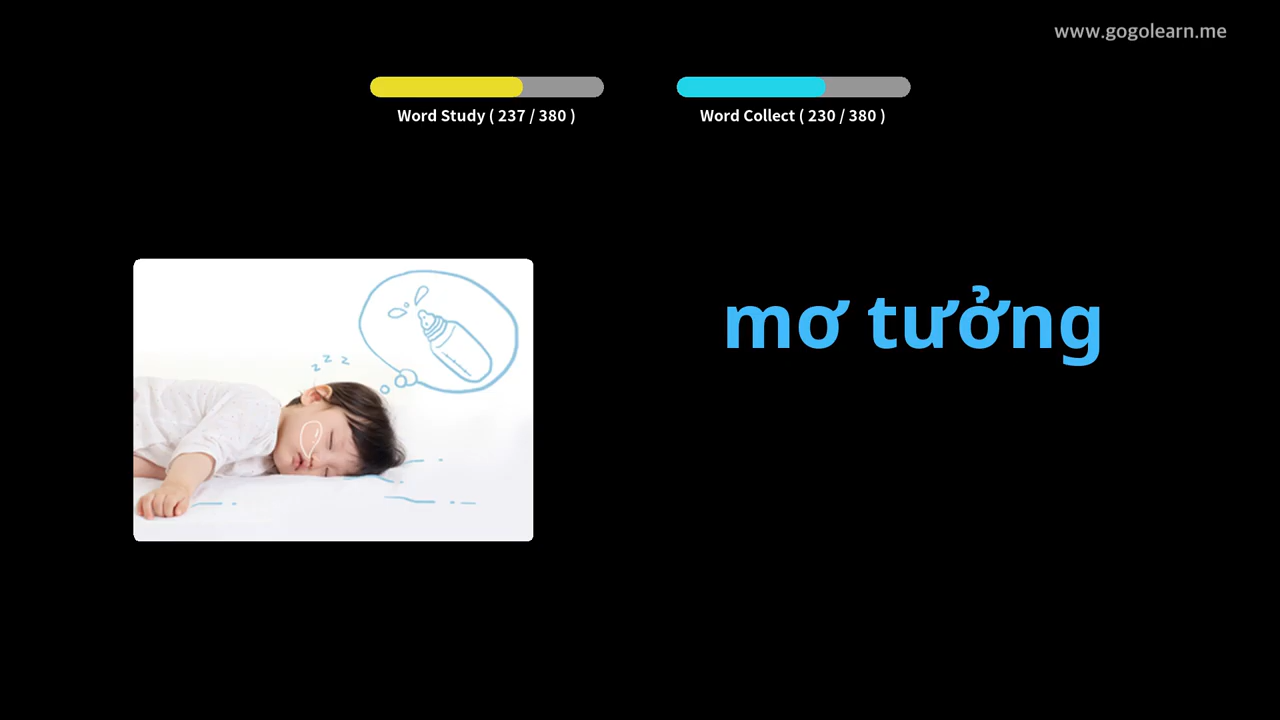 www.gogolearn.me
Word Study ( 237 / 380 )
Word Collect ( 230 / 380 )
mơ tưởng
z z z